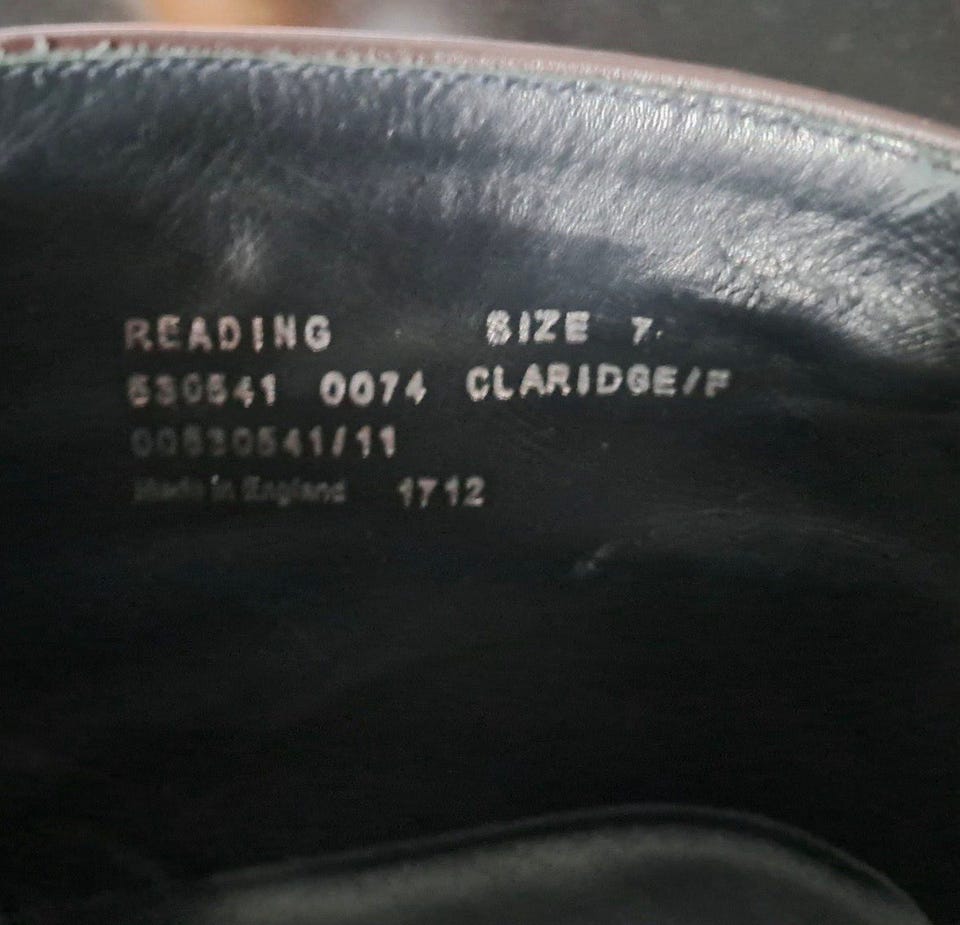 READING SIZE 7
530541 0074 CLARIDGE/F
00530541/11
Made in England 1712